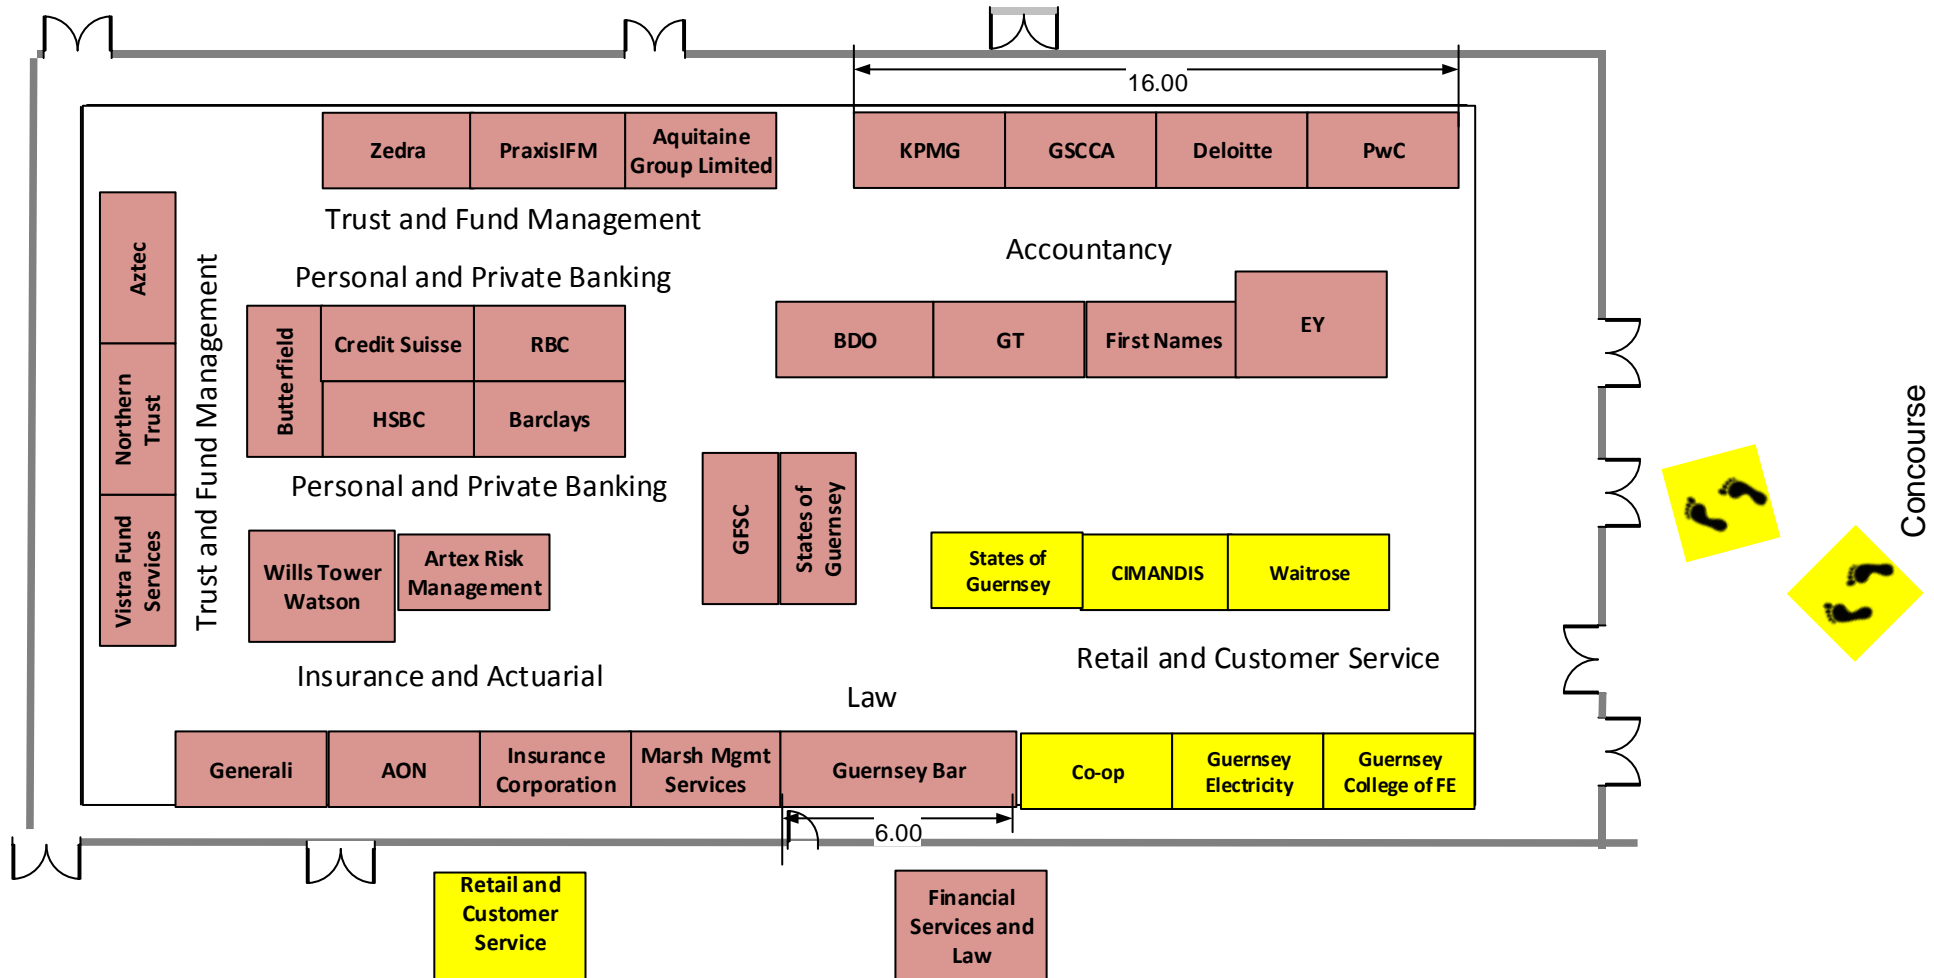 16.00
Zedra
PraxisIFM
Aquitaine
Group Limited
KPMG
GSCCA
Deloitte
PwC
Trust and Fund Management
Accountancy
Aztec
Northern
Trust
Vistra Fund
Services
Trust and Fund Management
Personal and Private Banking
Butterfield
Credit Suisse
RBC
HSBC
Barclays
Personal and Private Banking
BDO
GT
First Names
EY
GFSC
States of
Guernsey
Wills Tower
Watson
Artex Risk
Management
States of
Guernsey
CIMANDIS
Waitrose
Concourse
Insurance and Actuarial
Law
Retail and Customer Service
Generali
AON
Insurance
Corporation
Marsh Mgmt
Services
Guernsey Bar
Co-op
Guernsey
Electricity
Guernsey
College of FE
6.00
Retail and
Customer
Service
Financial
Services and
Law